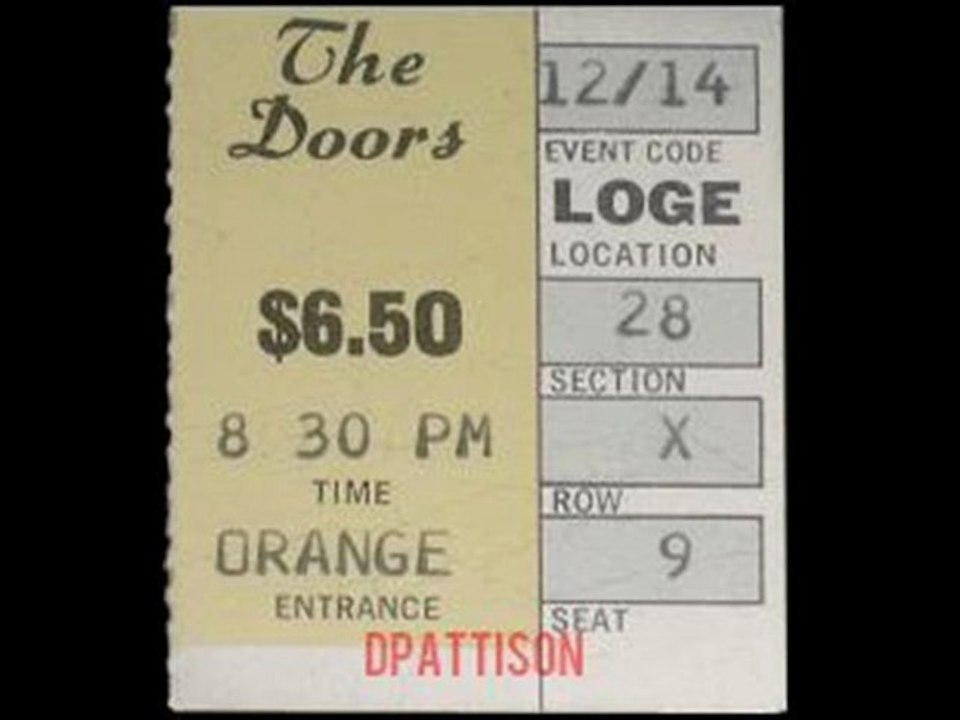 The
Doors
$6.50
8 30 PM
TIME
ORANGE
ENTRANCE
12/14
EVENT CODE
LOGE
LOCATION
28
SECTION
X
ROW
9
SEAT
DPATTISON